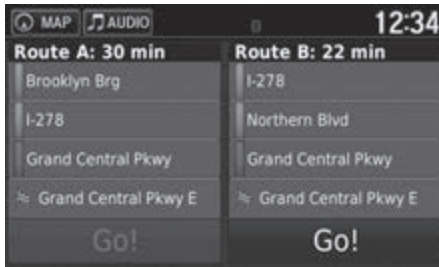 MAP AUDIO 12:34
Route A: 30 min Route B: 22 min
Brooklyn Brg I-278
I-278 Northern Blvd
Grand Central Pkwy Grand Central Pkwy
Grand Central Pkwy E Grand Central Pkwy E
Go! Go!